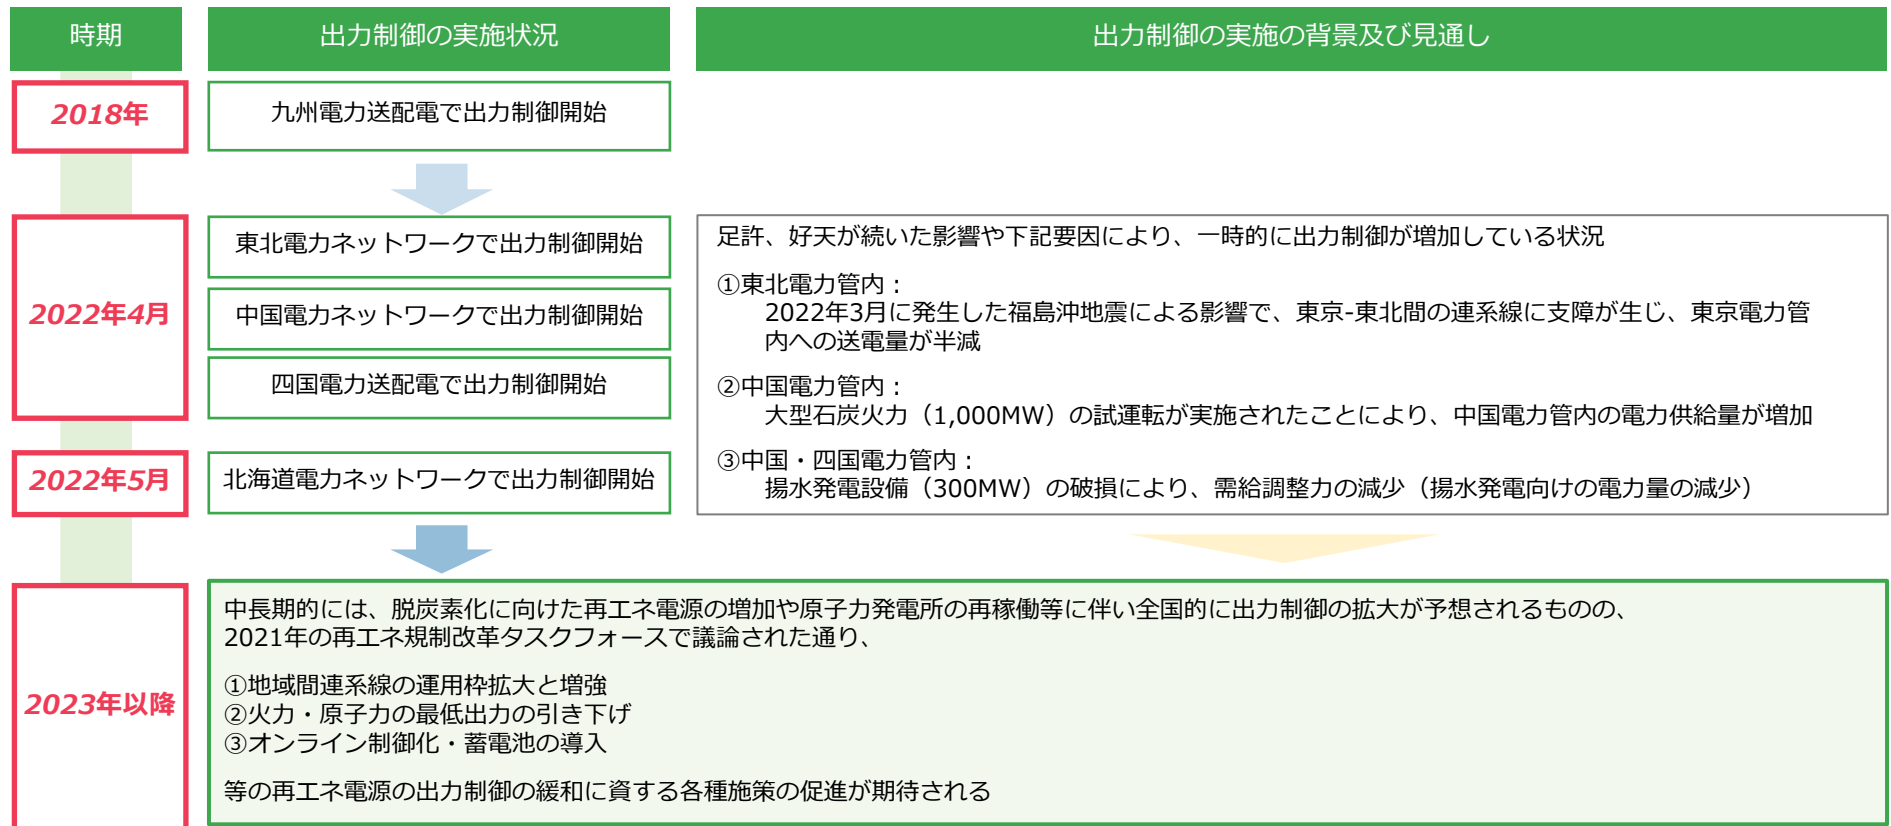 時期
出力制御の実施状況
出力制御の実施の背景及び見通し
2018年
九州電力送配電で出力制御開始
2022年4月
東北電力ネットワークで出力制御開始
中国電力ネットワークで出力制御開始
四国電力送配電で出力制御開始
2022年5月
北海道電力ネットワークで出力制御開始
足許、好天が続いた影響や下記要因により、一時的に出力制御が増加している状況
①東北電力管内：
2022年3月に発生した福島沖地震による影響で、東京-東北間の連系線に支障が生じ、東京電力管
内への送電量が半減
②中国電力管内：
大型石炭火力（1,000MW）の試運転が実施されたことにより、中国電力管内の電力供給量が増加
③中国・四国電力管内：
揚水発電設備（300MW）の破損により、需給調整力の減少（揚水発電向けの電力量の減少）
2023年以降
中長期的には、脱炭素化に向けた再エネ電源の増加や原子力発電所の再稼働等に伴い全国的に出力制御の拡大が予想されるものの、
2021年の再エネ規制改革タスクフォースで議論された通り、
①地域間連系線の運用枠拡大と増強
②火力・原子力の最低出力の引き下げ
③オンライン制御化・蓄電池の導入
等の再エネ電源の出力制御の緩和に資する各種施策の促進が期待される